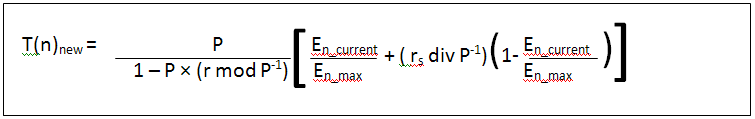 T(n)new = P / 1 – P × (r mod P-1) [ En_current / En_max + ( rs div P-1) (1- En_current / En_max ) ]